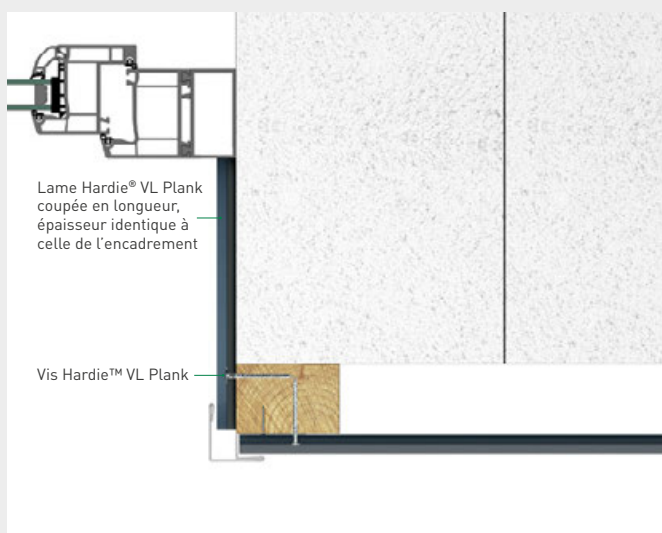 Lame Hardie® VL Plank
coupée en longueur,
épaisseur identique à
celle de l'encadrement
Vis Hardie™ VL Plank